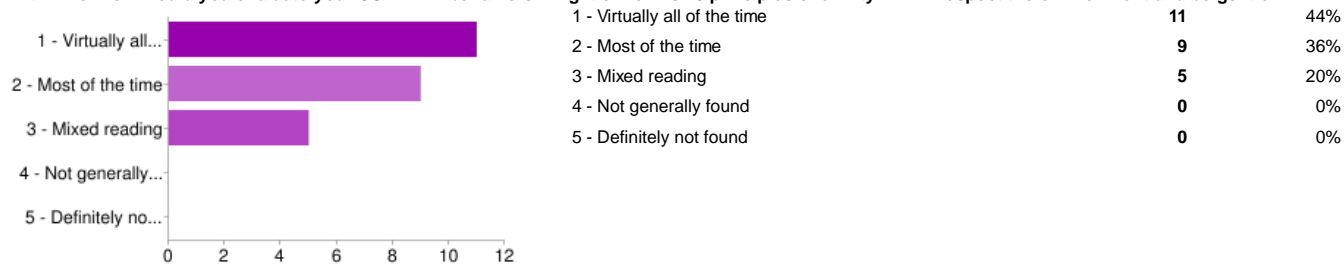 1 - Virtually all...
2 - Most of the time
3 - Mixed reading
4 - Not generally...
5 - Definitely no...
0 2 4 6 8 10 12
1 - Virtually all of the time 11 44%
2 - Most of the time 9 36%
3 - Mixed reading 5 20%
4 - Not generally found 0 0%
5 - Definitely not found 0 0%